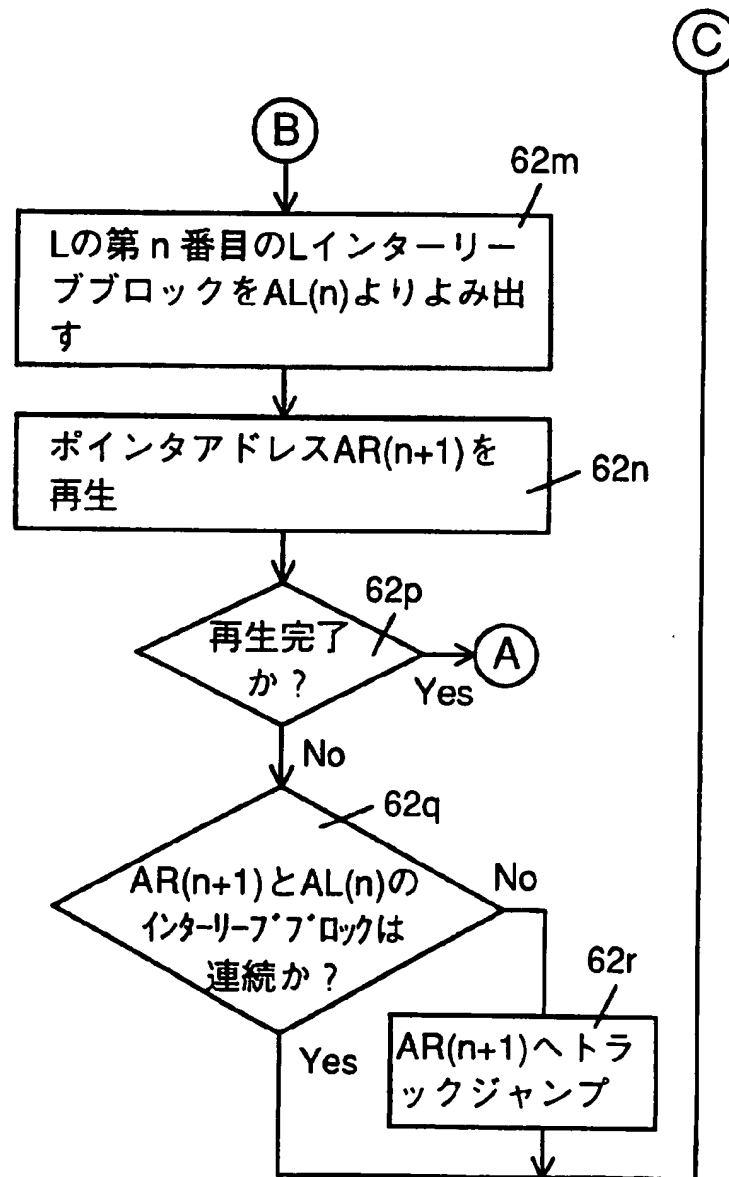 C
B
62m
Lの第n番目のLインターリー
ブブロックをAL(n)よりよみ出
す
ポインタアドレスAR(n+1)を
再生
62n
62p
再生完了
か?
A
Yes
No
62q
AR(n+1)とAL(n)の
インターリーブブロックは
連続か?
No
62r
Yes
AR(n+1)へトラ
ックジャンプ